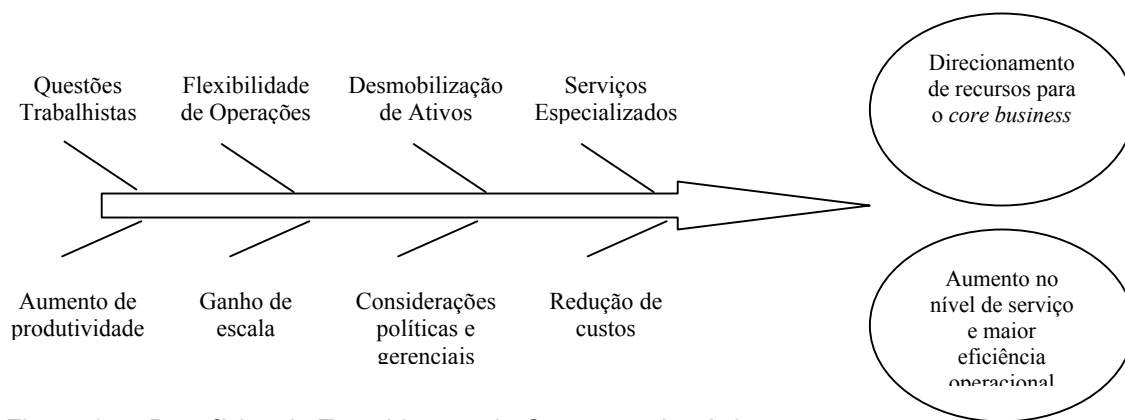 Questões
Trabalhistas
Flexibilidade
de Operações
Desmobilização
de Ativos
Serviços
Especializados
Direcionamento
de recursos para
o core business
Aumento de
produtividade
Ganho de
escala
Considerações
políticas e
gerenciais
Redução de
custos
Aumento no
nível de serviço
e maior
eficiência
operacional